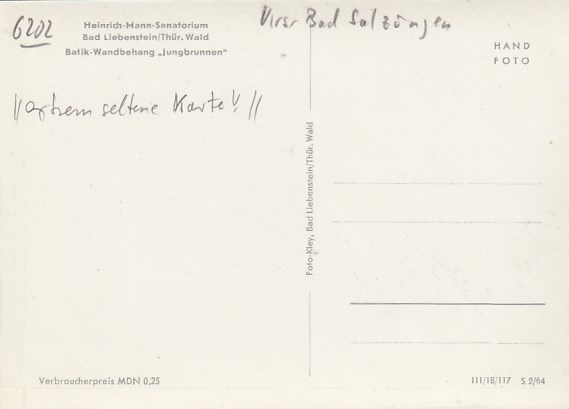 6202
Heinrich-Mann-Sanatorium
Bad Liebenstein/Thür. Wald
Batik-Wandbehang „Jungbrunnen"
Krsr Bad Salzungen
HAND
FOTO
//extrem seltene Karte!//
Foto-Kley, Bad Liebenstein/Thür. Wald
Verbraucherpreis MDN 0,25
III/18/117 S 2/64